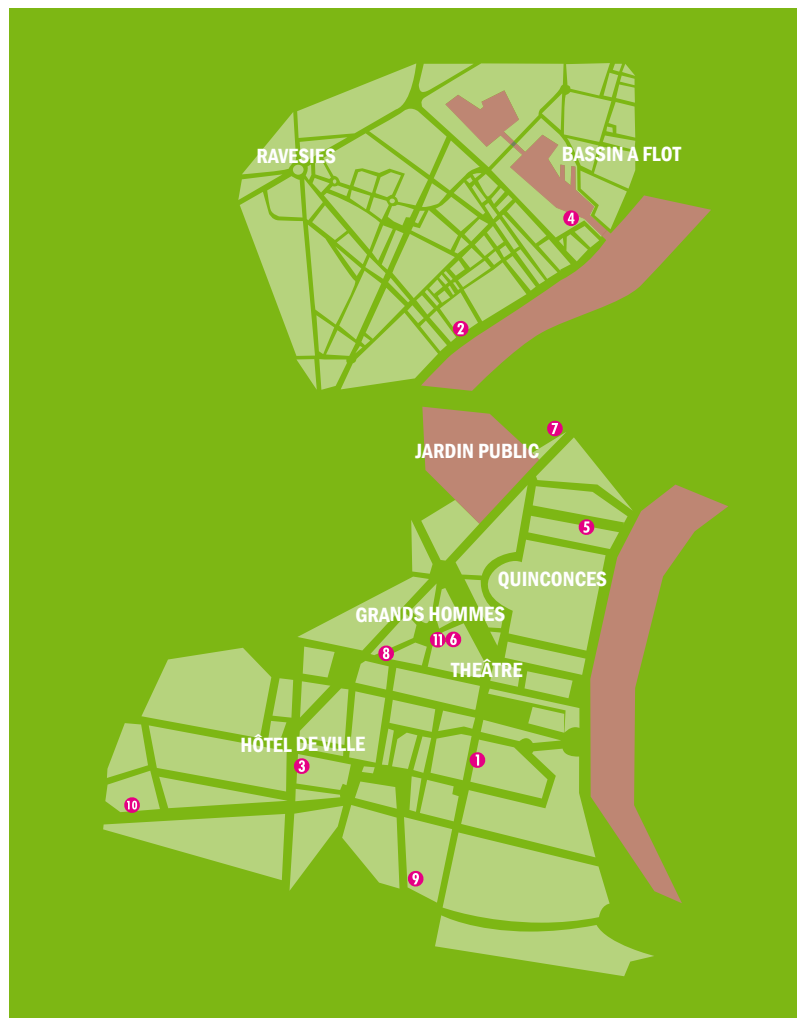 RAVESIES
BASSIN A FLOT
4
2
7
JARDIN PUBLIC
5
QUINCONCES
GRANDS HOMMES
11 6
8
THEÂTRE
HÔTEL DE VILLE
1
3
10
9